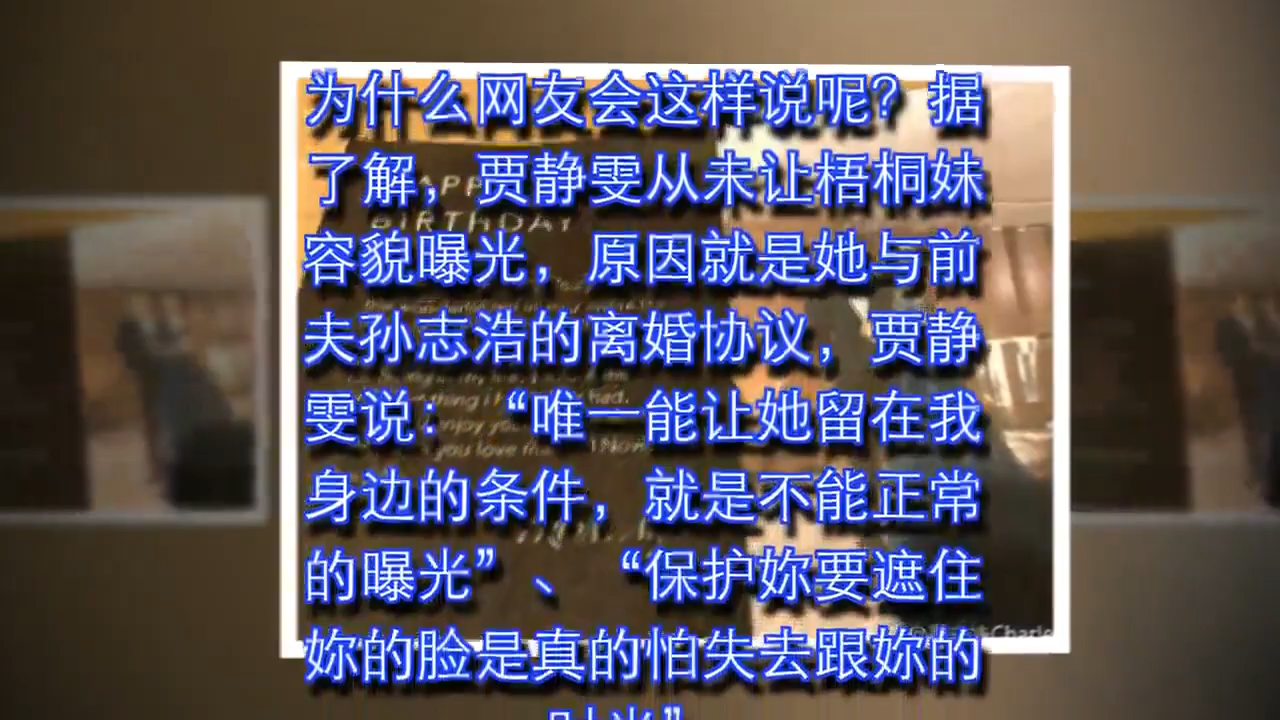 为什么网友会这样说呢？据
了解，贾静雯从未让梧桐妹
容貌曝光，原因就是她与前
夫孙志浩的离婚协议，贾静
雯说：“唯一能让她留在我
身边的条件，就是不能正常
的曝光”、“保护妳要遮住
妳的脸是真的怕失去跟妳的
BIRTHDAY
you love